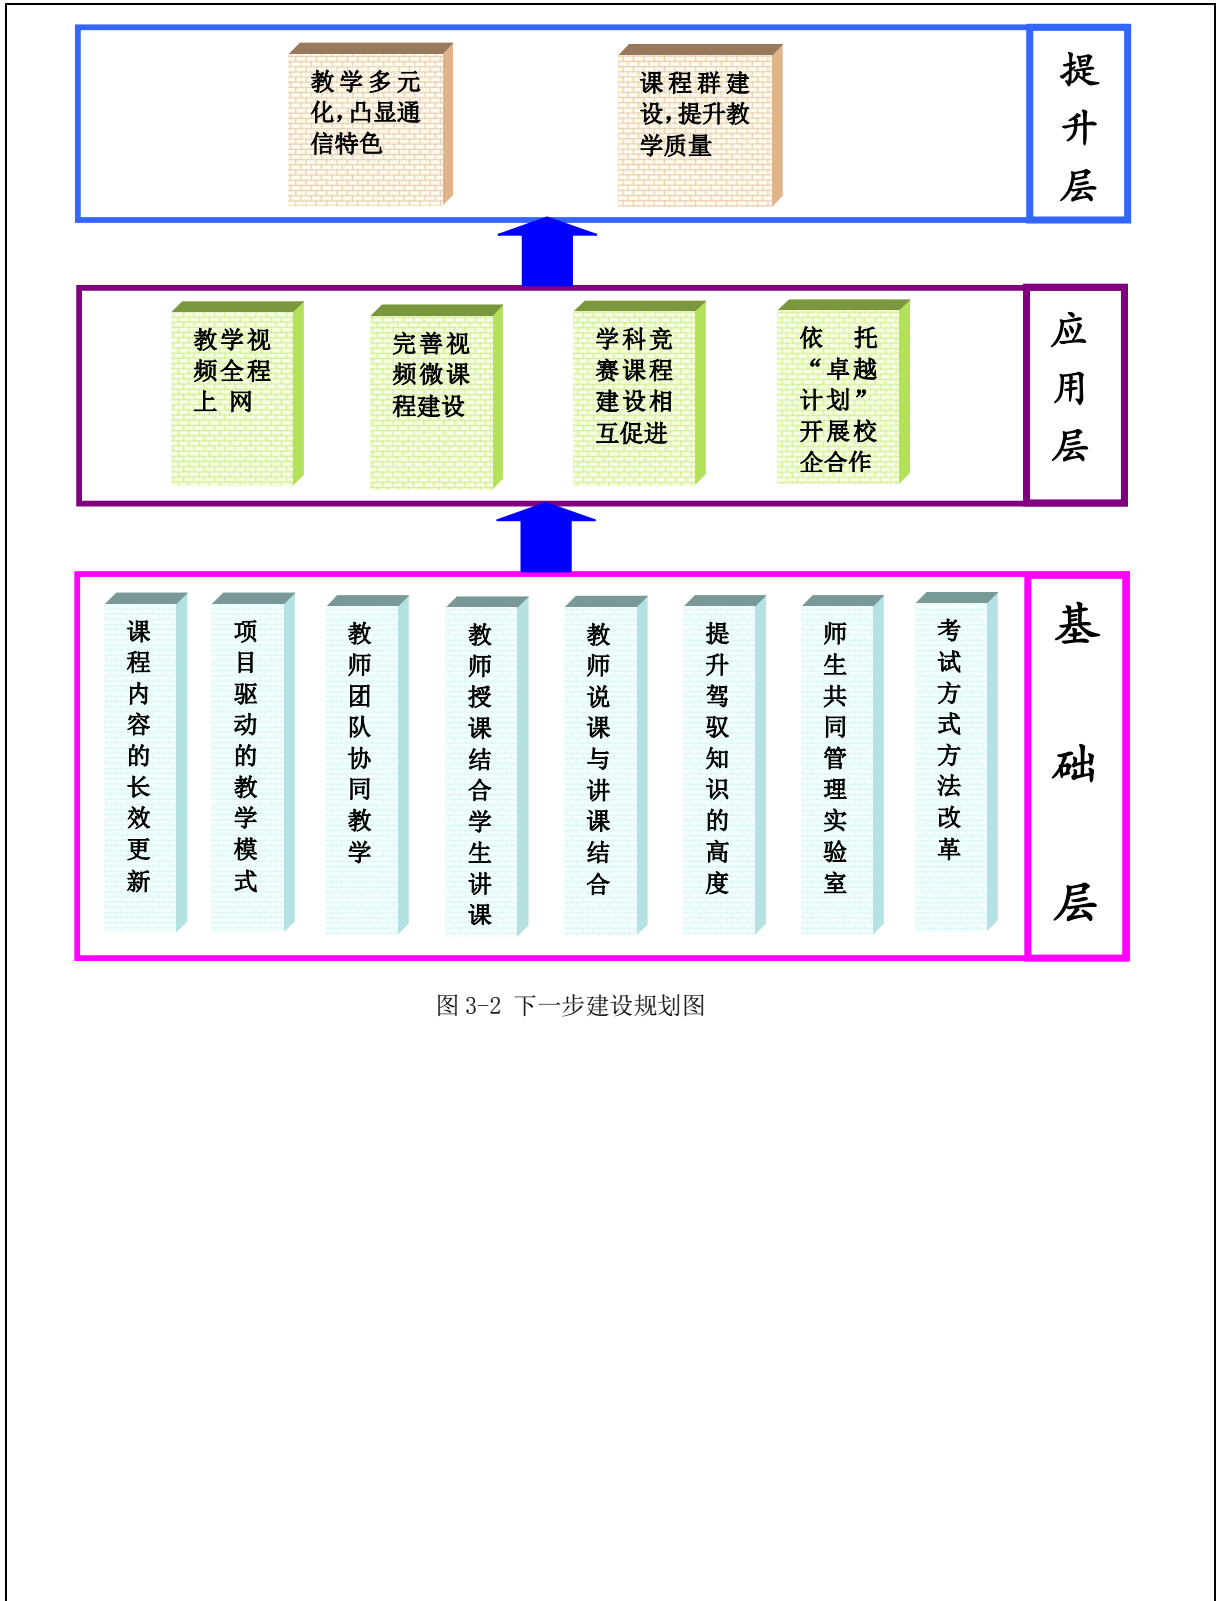 教学多元
化，凸显通
信特色
课程群建
设，提升教
学质量
提
升
层
教学视
频全程
上 网
完善视
频微课
程建设
学科竞
赛课程
建设相
互促进
依 托
“卓越
计划”
开展校
企合作
应
用
层
课
程
内
容
的
长
效
更
新
项
目
驱
动
的
教
学
模
式
教
师
团
队
协
同
教
学
教
师
授
课
结
合
学
生
讲
课
教
师
说
课
与
讲
课
结
合
提
升
驾
驭
知
识
的
高
度
师
生
共
同
管
理
实
验
室
考
试
方
式
方
法
改
革
基
础
层
图 3-2 下一步建设规划图